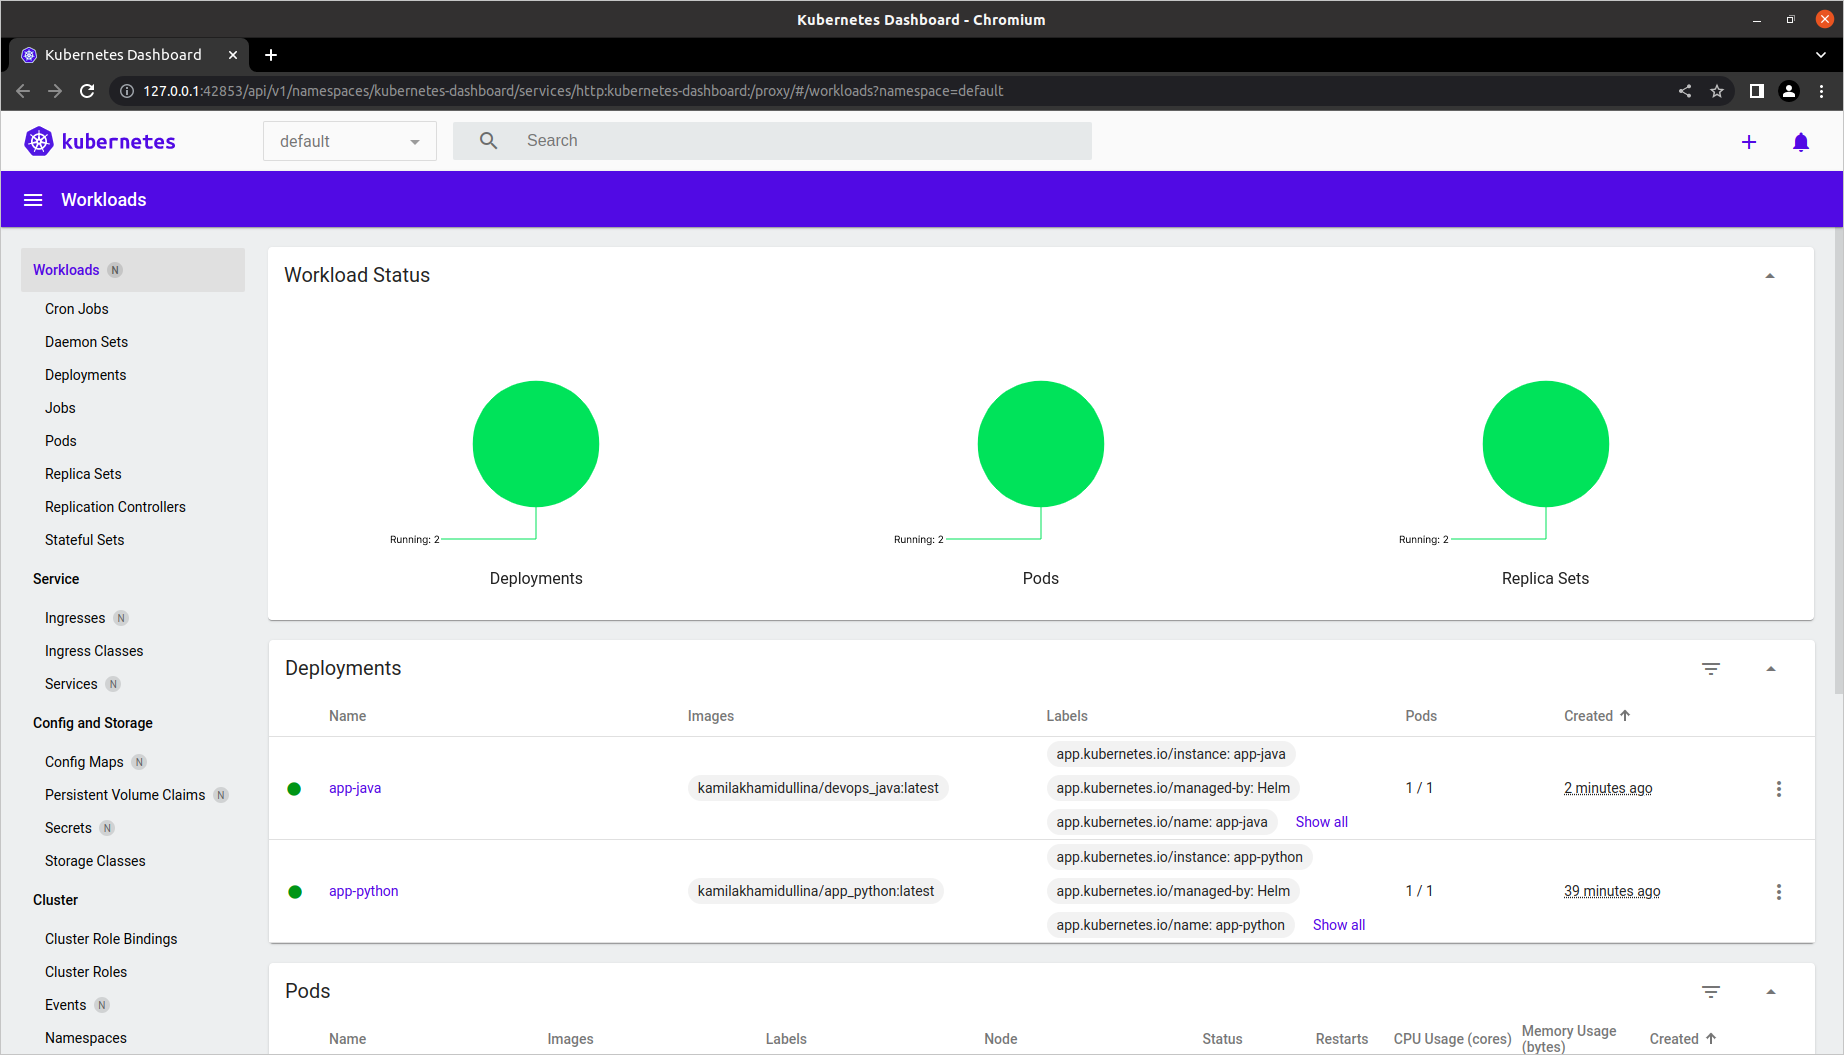 Kubernetes Dashboard - Chromium
Kubernetes Dashboard
127.0.0.1:42853/api/v1/namespaces/kubernetes-dashboard/services/http:kubernetes-dashboard:/proxy/#/workloads?namespace=default
kubernetes
default
Search
Workloads
Workloads N
Cron Jobs
Daemon Sets
Deployments
Jobs
Pods
Replica Sets
Replication Controllers
Stateful Sets
Service
Ingresses N
Ingress Classes
Services N
Config and Storage
Config Maps N
Persistent Volume Claims N
Secrets N
Storage Classes
Cluster
Cluster Role Bindings
Cluster Roles
Events N
Namespaces
Workload Status
Running: 2
Running: 2
Running: 2
Deployments
Pods
Replica Sets
Deployments
Name Images Labels Pods Created
app.kubernetes.io/instance: app-java
app-java kamilakhamidullina/devops_java:latest app.kubernetes.io/managed-by: Helm 1 / 1 2 minutes ago
app.kubernetes.io/name: app-java Show all
app.kubernetes.io/instance: app-python
app-python kamilakhamidullina/app_python:latest app.kubernetes.io/managed-by: Helm 1 / 1 39 minutes ago
app.kubernetes.io/name: app-python Show all
Pods
Name Images Labels Node Status Restarts CPU Usage (cores) Memory Usage (bytes) Created